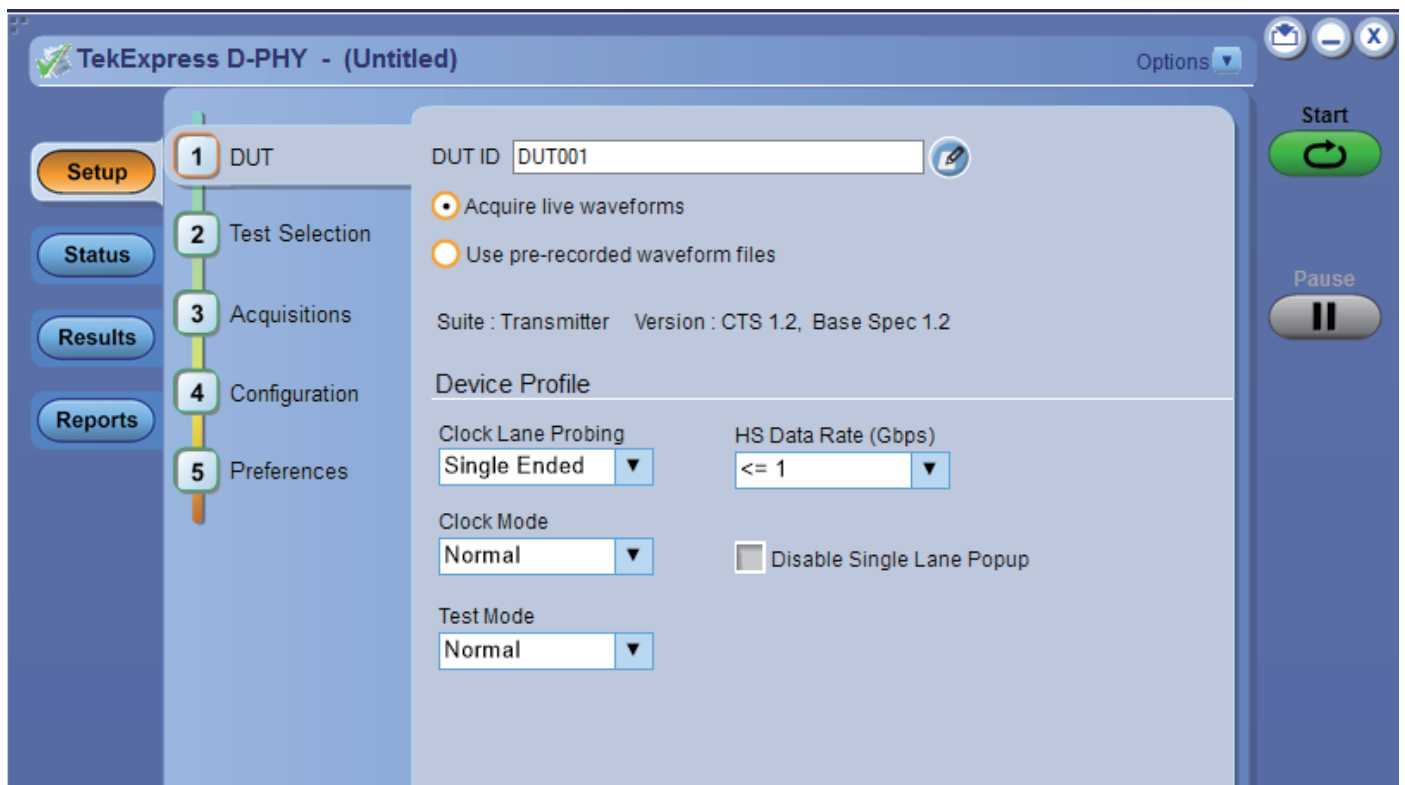 TekExpress D-PHY - (Untitled)
Options
Start
Pause
Setup
Status
Results
Reports
1 DUT
2 Test Selection
3 Acquisitions
4 Configuration
5 Preferences
DUT ID DUT001
Acquire live waveforms
Use pre-recorded waveform files
Suite : Transmitter Version : CTS 1.2, Base Spec 1.2
Device Profile
Clock Lane Probing
Single Ended
HS Data Rate (Gbps)
<= 1
Clock Mode
Normal
Disable Single Lane Popup
Test Mode
Normal